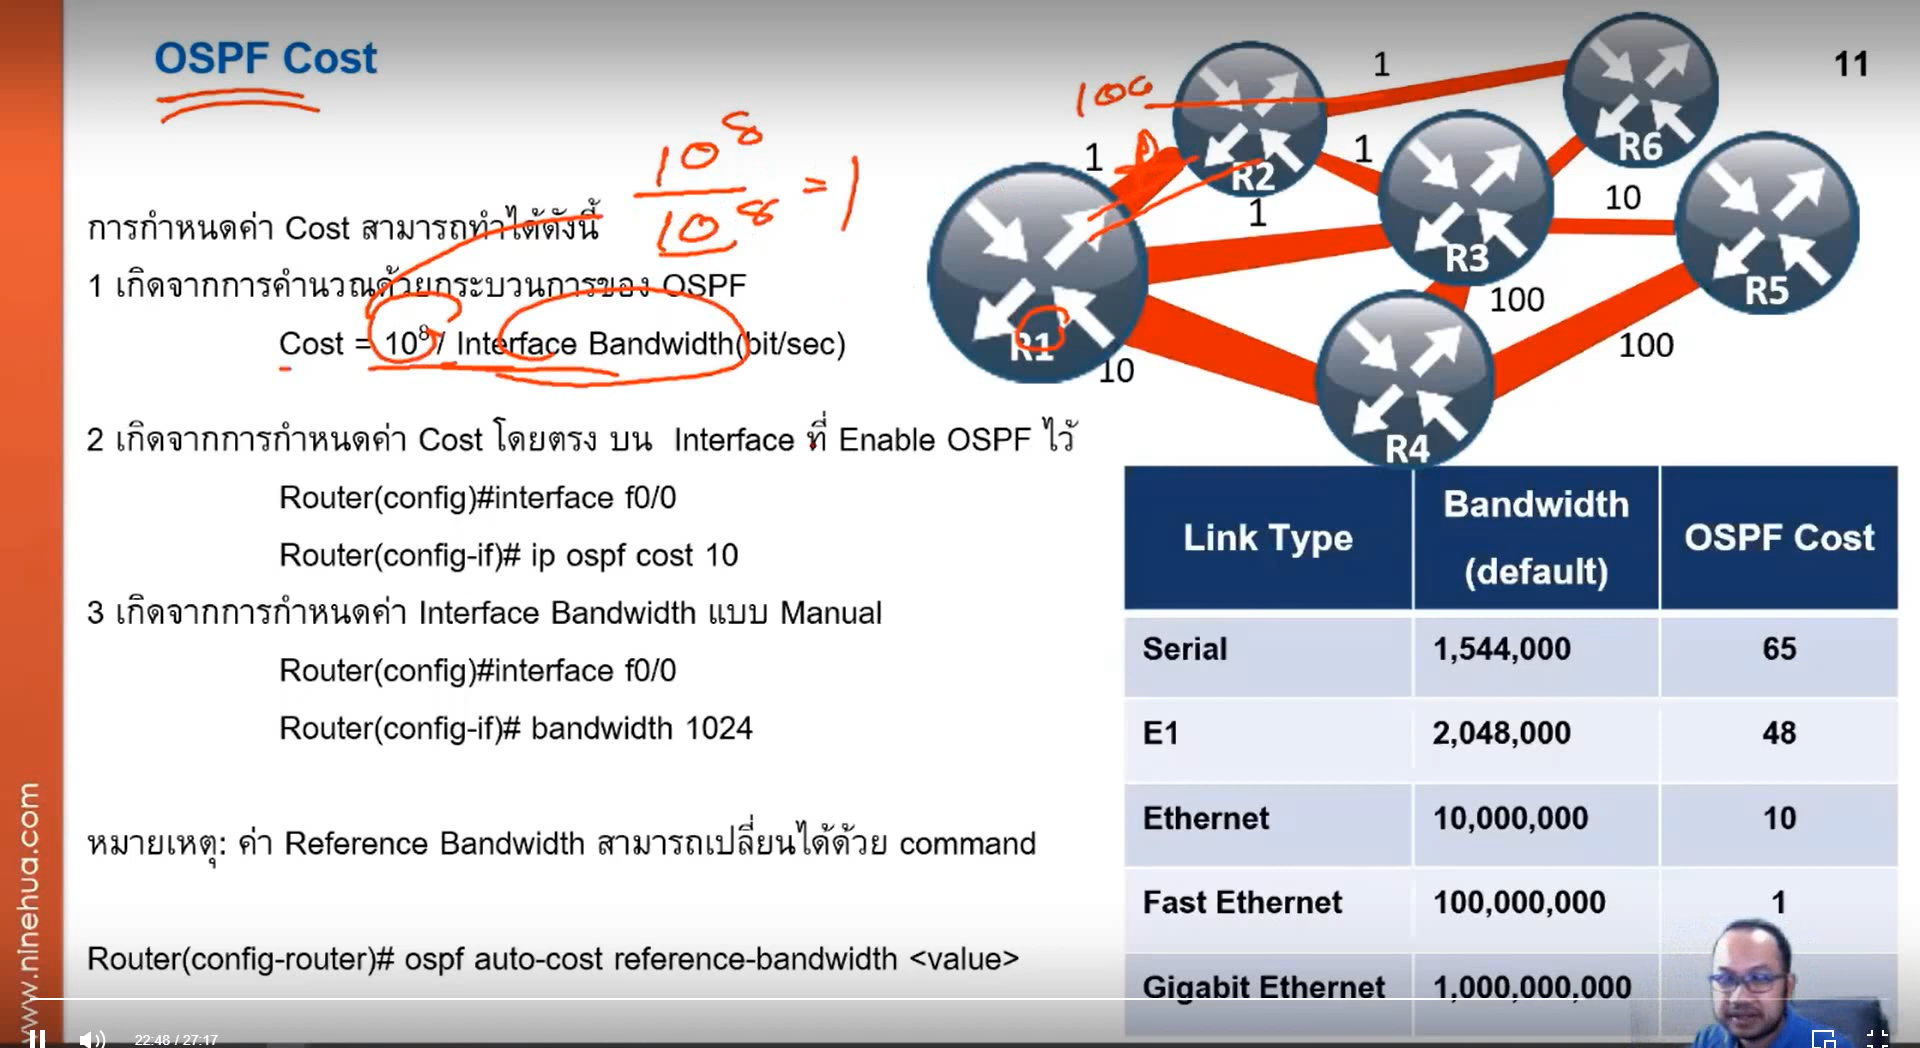 OSPF Cost
11
10⁸
10⁸ = 1
100
การกำหนดค่า Cost สามารถทำได้ดังนี้
1 เกิดจากการคำนวณด้วยกระบวนการของ OSPF
Cost = 10⁸/ Interface Bandwidth(bit/sec)
2 เกิดจากการกำหนดค่า Cost โดยตรง บน Interface ที่ Enable OSPF ไว้
Router(config)#interface f0/0
Router(config-if)# ip ospf cost 10
3 เกิดจากการกำหนดค่า Interface Bandwidth แบบ Manual
Router(config)#interface f0/0
Router(config-if)# bandwidth 1024
หมายเหตุ: ค่า Reference Bandwidth สามารถเปลี่ยนได้ด้วย command
Router(config-router)# ospf auto-cost reference-bandwidth <value>
1
R6
1
1
R2
10
1
R3
R5
R1
100
10
100
R4
Link Type Bandwidth (default) OSPF Cost
Serial 1,544,000 65
E1 2,048,000 48
Ethernet 10,000,000 10
Fast Ethernet 100,000,000 1
Gigabit Ethernet 1,000,000,000
www.ninehua.com
22:48 / 27:17